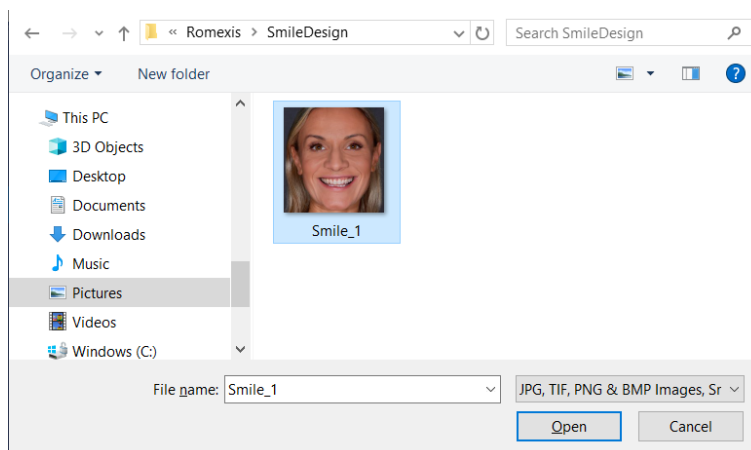 « Romexis > SmileDesign
Search SmileDesign
Organize
New folder
This PC
3D Objects
Desktop
Documents
Downloads
Music
Pictures
Videos
Windows (C:)
Smile_1
File name: Smile_1
JPG, TIF, PNG & BMP Images, Sr
Open
Cancel